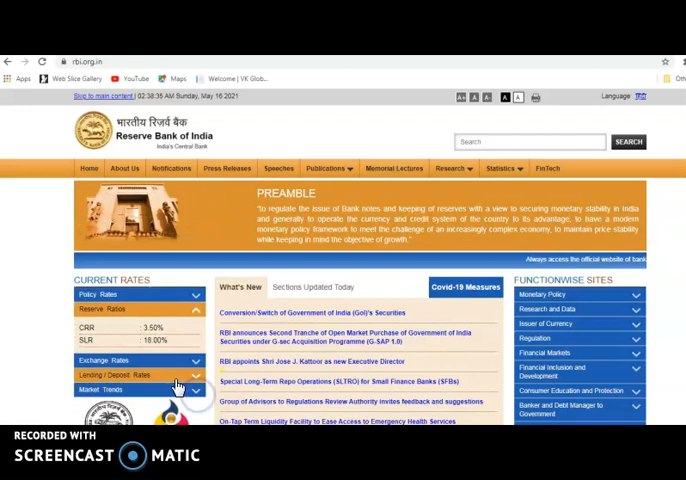 rbi.org.in
Apps Web Slice Gallery YouTube Maps Welcome | VK Glob... Oth
Skip to main content | 02:38:35 AM Sunday, May 16 2021 A+ A A- A A Language हिंदी
भारतीय रिज़र्व बैंक
Reserve Bank of India
India's Central Bank
Search SEARCH
Home About Us Notifications Press Releases Speeches Publications Memorial Lectures Research Statistics FinTech
PREAMBLE
"to regulate the issue of Bank notes and keeping of reserves with a view to securing monetary stability in India
and generally to operate the currency and credit system of the country to its advantage; to have a modern
monetary policy framework to meet the challenge of an increasingly complex economy, to maintain price stability
while keeping in mind the objective of growth."
Always access the official website of bank
CURRENT RATES
Policy Rates
Reserve Ratios
CRR : 3.50%
SLR : 18.00%
Exchange Rates
Lending / Deposit Rates
Market Trends
What's New Sections Updated Today Covid-19 Measures
Conversion/Switch of Government of India (GoI)'s Securities
RBI announces Second Tranche of Open Market Purchase of Government of India
Securities under G-sec Acquisition Programme (G-SAP 1.0)
RBI appoints Shri Jose J. Kattoor as new Executive Director
Special Long-Term Repo Operations (SLTRO) for Small Finance Banks (SFBs)
Group of Advisors to Regulations Review Authority invites feedback and suggestions
On-Tap Term Liquidity Facility to Ease Access to Emergency Health Services
FUNCTIONWISE SITES
Monetary Policy
Research and Data
Issuer of Currency
Regulation
Financial Markets
Financial Inclusion and
Development
Consumer Education and Protection
Banker and Debt Manager to
Government
RECORDED WITH
SCREENCAST MATIC